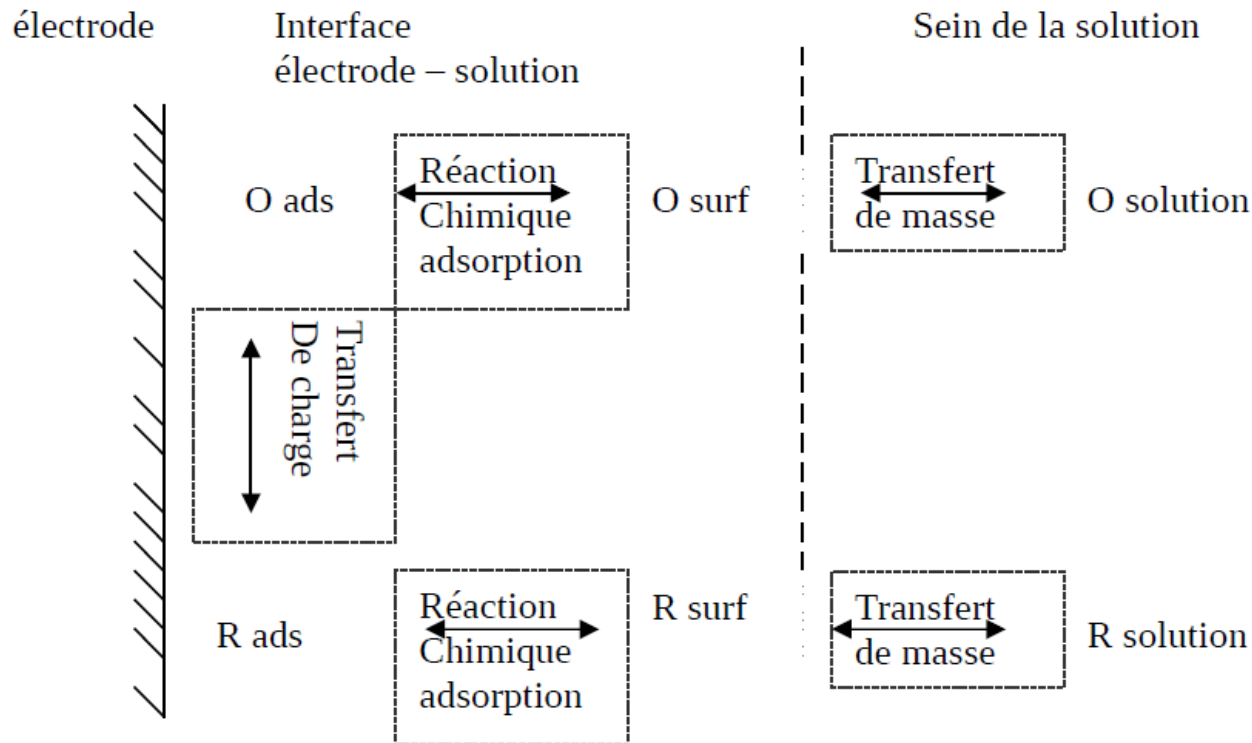 électrode
Interface
électrode – solution
Sein de la solution
O ads
Réaction
Chimique
adsorption
O surf
Transfert
de masse
O solution
Transfert
De charge
R ads
Réaction
Chimique
adsorption
R surf
Transfert
de masse
R solution